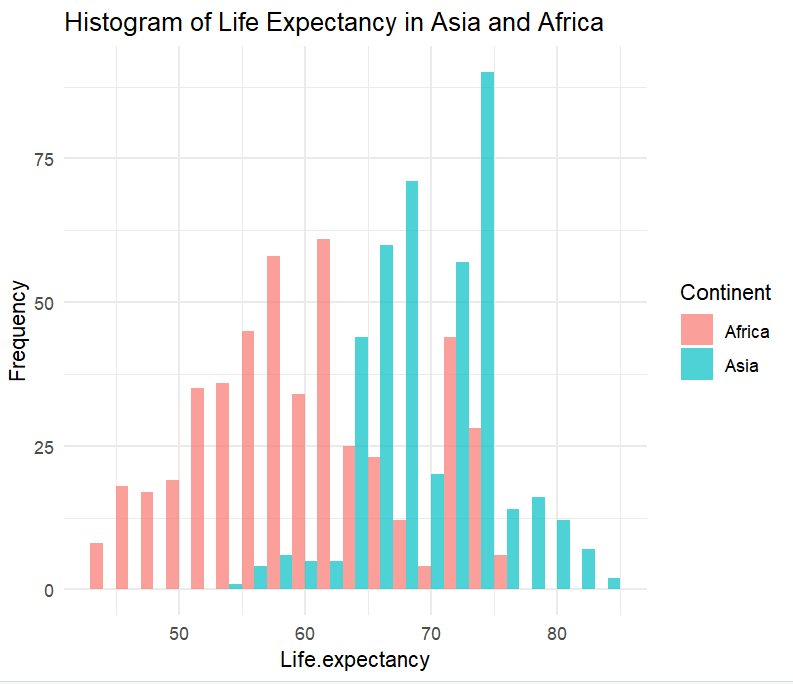 Histogram of Life Expectancy in Asia and Africa
Frequency
75
50
25
0
50 60 70 80
Life.expectancy
Continent
Africa
Asia